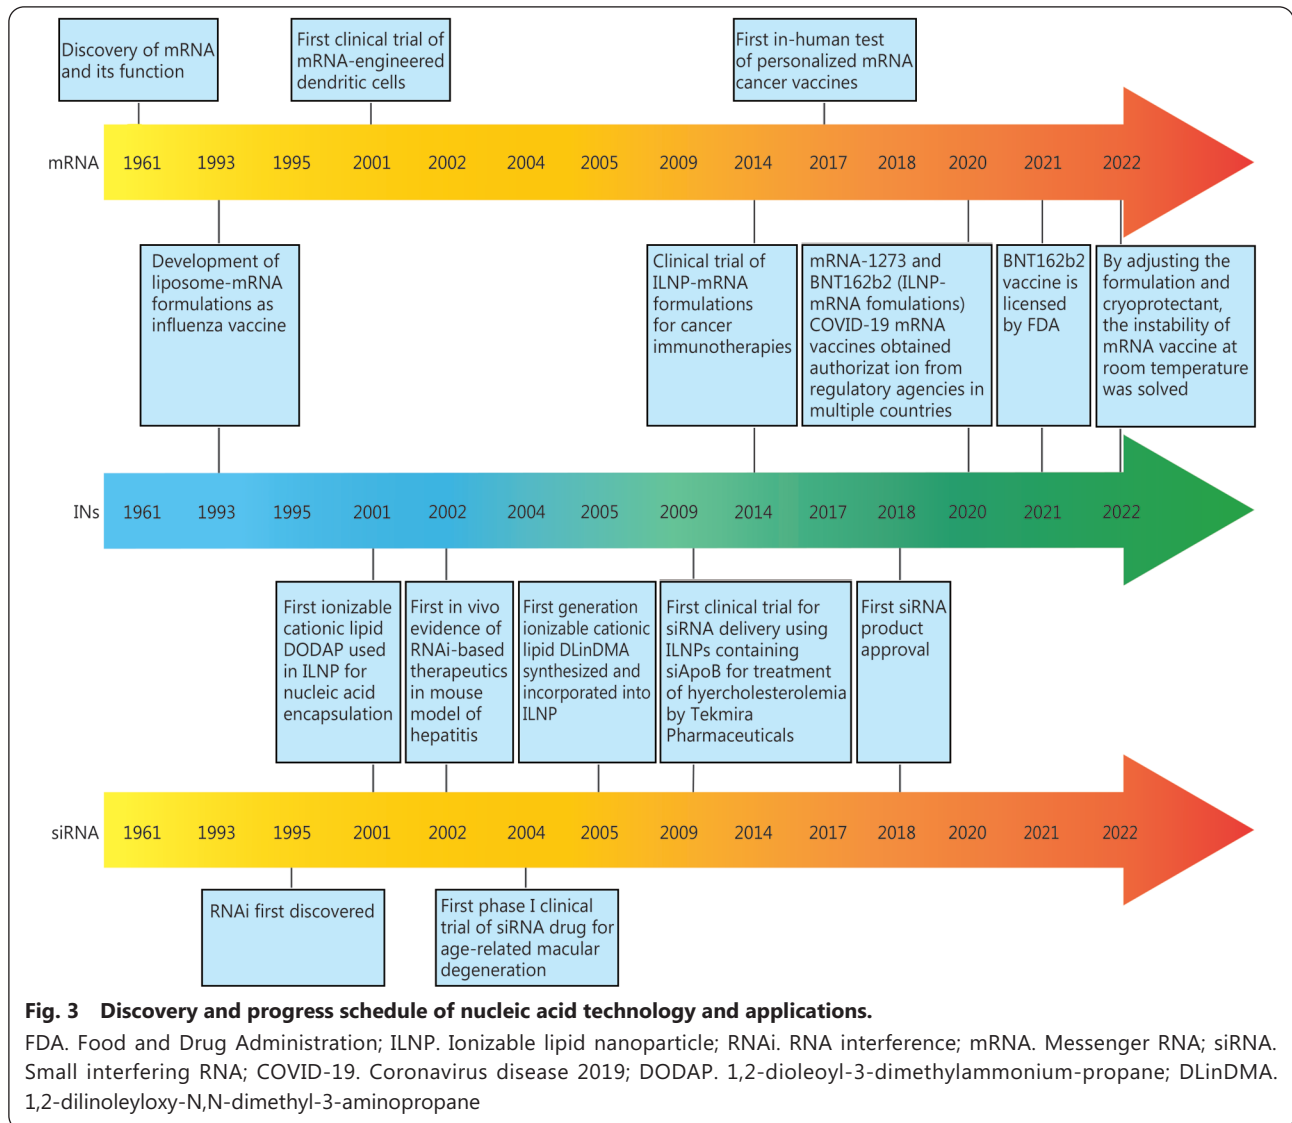 Discovery of mRNA
and its function
First clinical trial of
mRNA-engineered
dendritic cells
First in-human test
of personalized mRNA
cancer vaccines
mRNA 1961 1993 1995 2001 2002 2004 2005 2009 2014 2017 2018 2020 2021 2022
Development of
liposome-mRNA
formulations as
influenza vaccine
Clinical trial of
ILNP-mRNA
formulations
for cancer
immunotherapies
mRNA-1273 and
BNT162b2 (ILNP-
mRNA fomulations)
COVID-19 mRNA
vaccines obtained
authorizat ion from
regulatory agencies in
multiple countries
BNT162b2
vaccine is
licensed
by FDA
By adjusting the
formulation and
cryoprotectant,
the instability of
mRNA vaccine at
room temperature
was solved
INs 1961 1993 1995 2001 2002 2004 2005 2009 2014 2017 2018 2020 2021 2022
First ionizable
cationic lipid
DODAP used
in ILNP for
nucleic acid
encapsulation
First in vivo
evidence of
RNAi-based
therapeutics
in mouse
model of
hepatitis
First generation
ionizable cationic
lipid DLinDMA
synthesized and
incorporated into
ILNP
First clinical trial for
siRNA delivery using
ILNPs containing
siApoB for treatment
of hyercholesterolemia
by Tekmira
Pharmaceuticals
First siRNA
product
approval
siRNA 1961 1993 1995 2001 2002 2004 2005 2009 2014 2017 2018 2020 2021 2022
RNAi first discovered
First phase I clinical
trial of siRNA drug for
age-related macular
degeneration
Fig. 3 Discovery and progress schedule of nucleic acid technology and applications.
FDA. Food and Drug Administration; ILNP. Ionizable lipid nanoparticle; RNAi. RNA interference; mRNA. Messenger RNA; siRNA.
Small interfering RNA; COVID-19. Coronavirus disease 2019; DODAP. 1,2-dioleoyl-3-dimethylammonium-propane; DLinDMA.
1,2-dilinoleyloxy-N,N-dimethyl-3-aminopropane